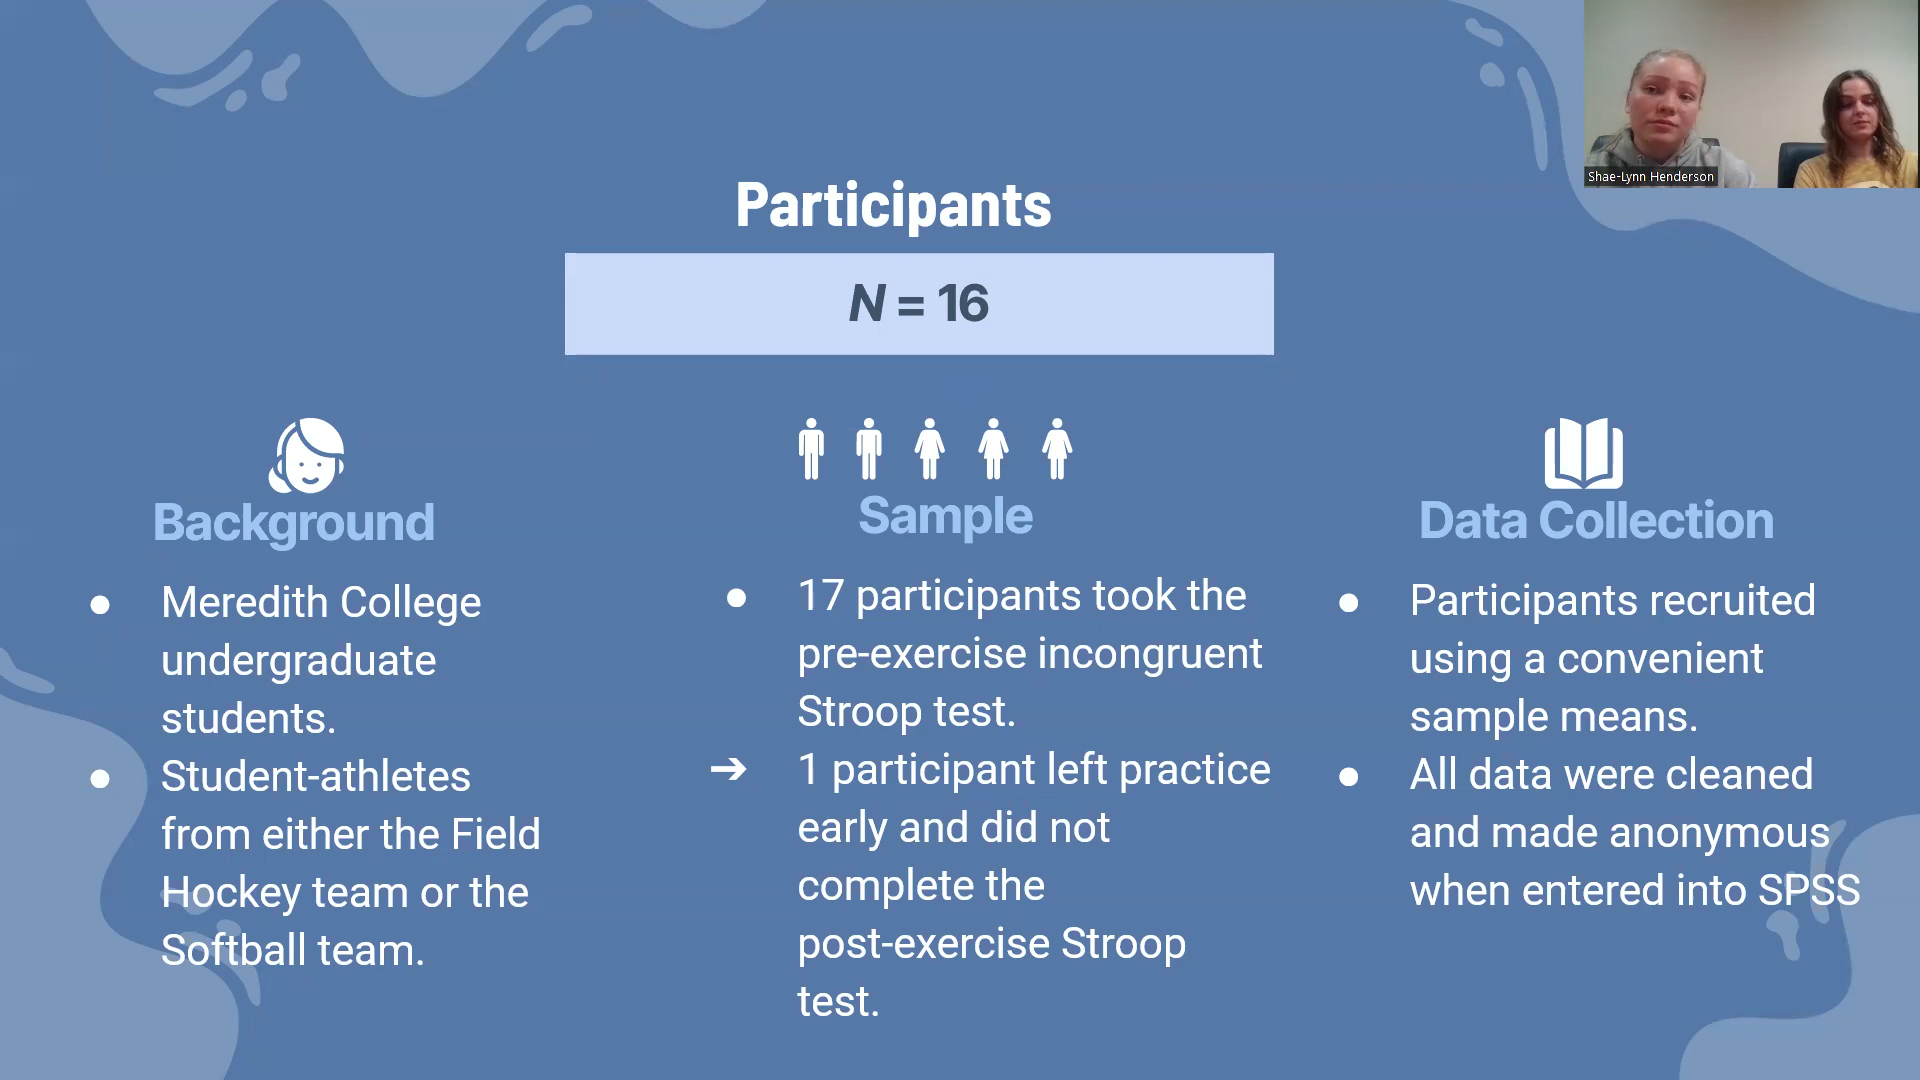 Shae-Lynn Henderson
Participants
N = 16
Background
Meredith College
undergraduate
students.
Student-athletes
from either the Field
Hockey team or the
Softball team.
Sample
17 participants took the
pre-exercise incongruent
Stroop test.
➔ 1 participant left practice
early and did not
complete the
post-exercise Stroop
test.
Data Collection
Participants recruited
using a convenient
sample means.
All data were cleaned
and made anonymous
when entered into SPSS